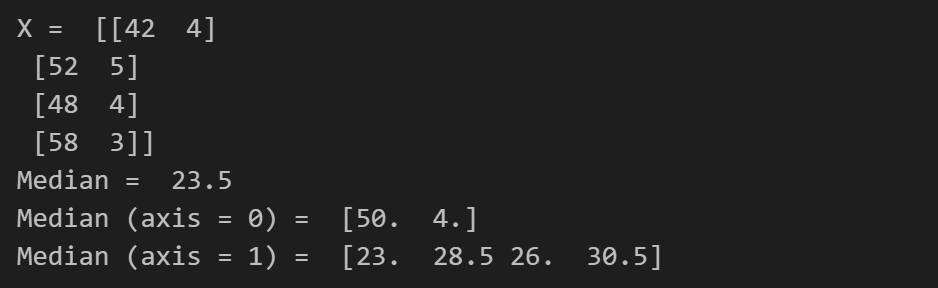 X =  [[42  4]
 [52  5]
 [48  4]
 [58  3]]
Median =  23.5
Median (axis = 0) =  [50.  4.]
Median (axis = 1) =  [23.  28.5 26.  30.5]